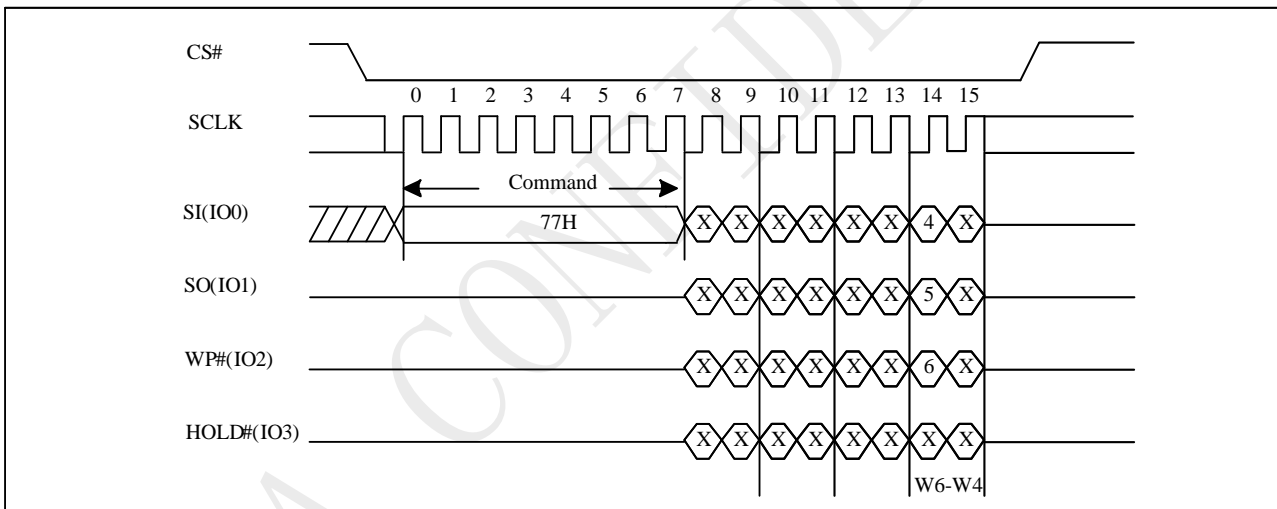 CS#
0 1 2 3 4 5 6 7 8 9 10 11 12 13 14 15
SCLK
Command
SI(IO0) 77H X X X X X X 4 X
SO(IO1) X X X X X X 5 X
WP#(IO2) X X X X X X 6 X
HOLD#(IO3) X X X X X X X X
W6-W4
CONFIDE
A